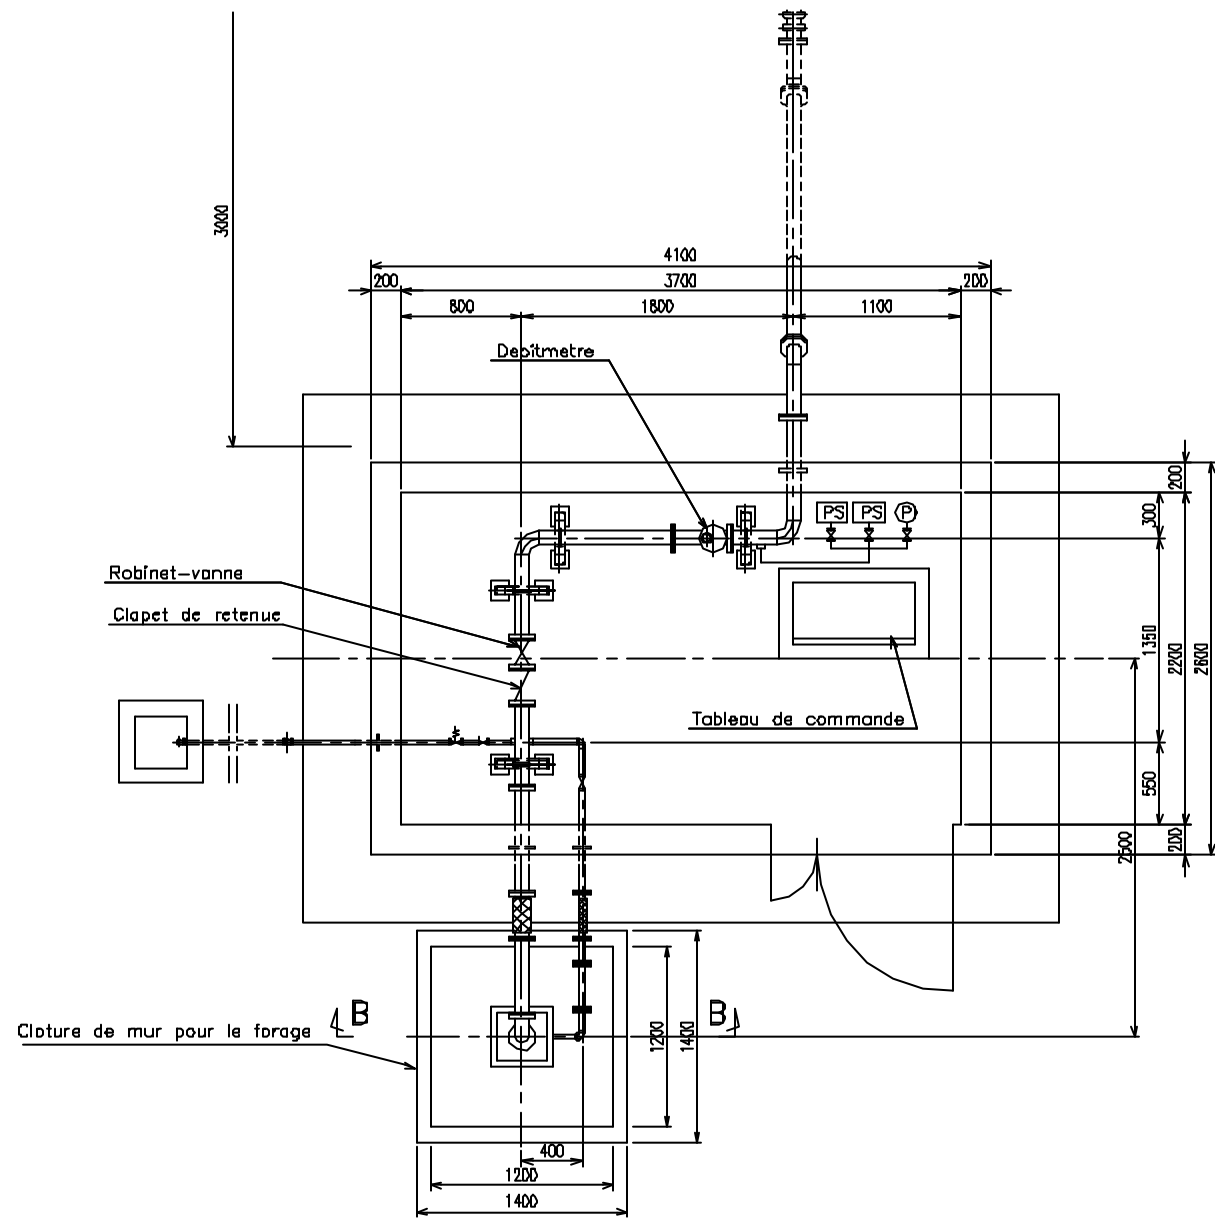 3000
4100
200
3700
200
800
1800
1100
Debitmetre
200
300
PS
PS
P
Robinet-vanne
Clapet de retenue
1350
2200
2600
Tableau de commande
550
200
2500
B
B
Cloture de mur pour le forage
1200
1400
400
1200
1400